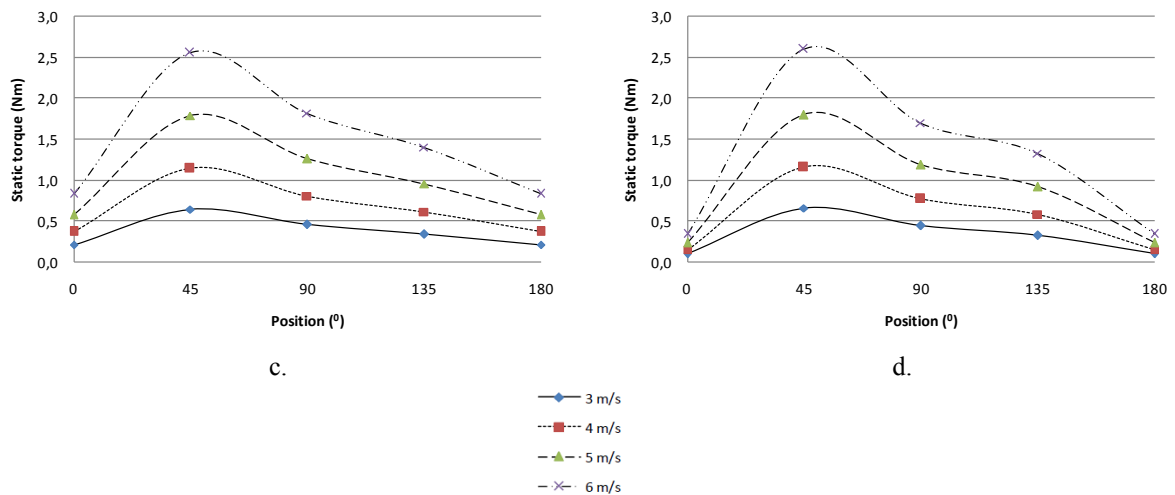 3,0
2,5
2,0
1,5
1,0
0,5
0,0
Static torque (Nm)
0 45 90 135 180
Position (⁰)
c.
3,0
2,5
2,0
1,5
1,0
0,5
0,0
Static torque (Nm)
0 45 90 135 180
Position (⁰)
d.
3 m/s
4 m/s
5 m/s
6 m/s